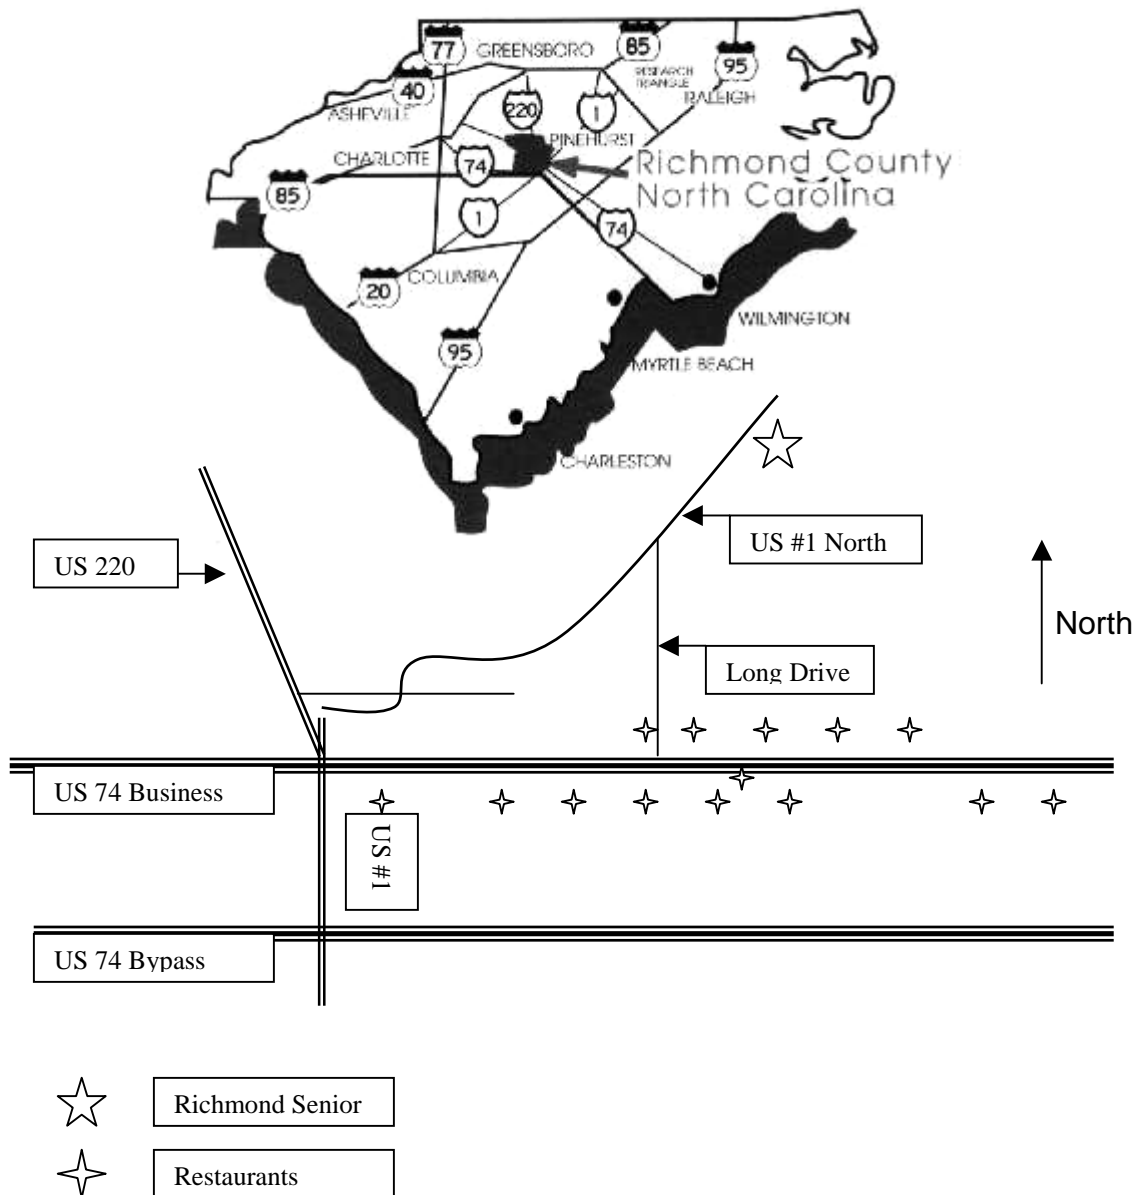 77
GREENSBORO
85
95
40
RESEARCH
TRIANGLE
RALEIGH
ASHEVILLE
220
1
PINEHURST
CHARLOTTE
74
Richmond County
North Carolina
85
1
74
COLUMBIA
20
WILMINGTON
95
MYRTLE BEACH
CHARLESTON
US #1 North
US 220
North
Long Drive
US 74 Business
US #1
US 74 Bypass
Richmond Senior
Restaurants